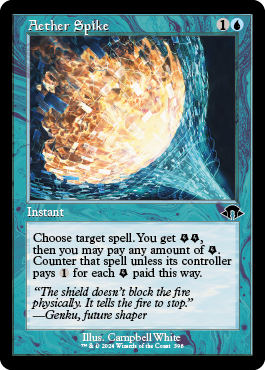 Aether Spike 1
Instant
Choose target spell. You get,
then you may pay any amount of.
Counter that spell unless its controller
pays 1 for each paid this way.
“The shield doesn’t block the fire
physically. It tells the fire to stop.”
—Genku, future shaper
Illus. Campbell White
™ & © 2024 Wizards of the Coast 396